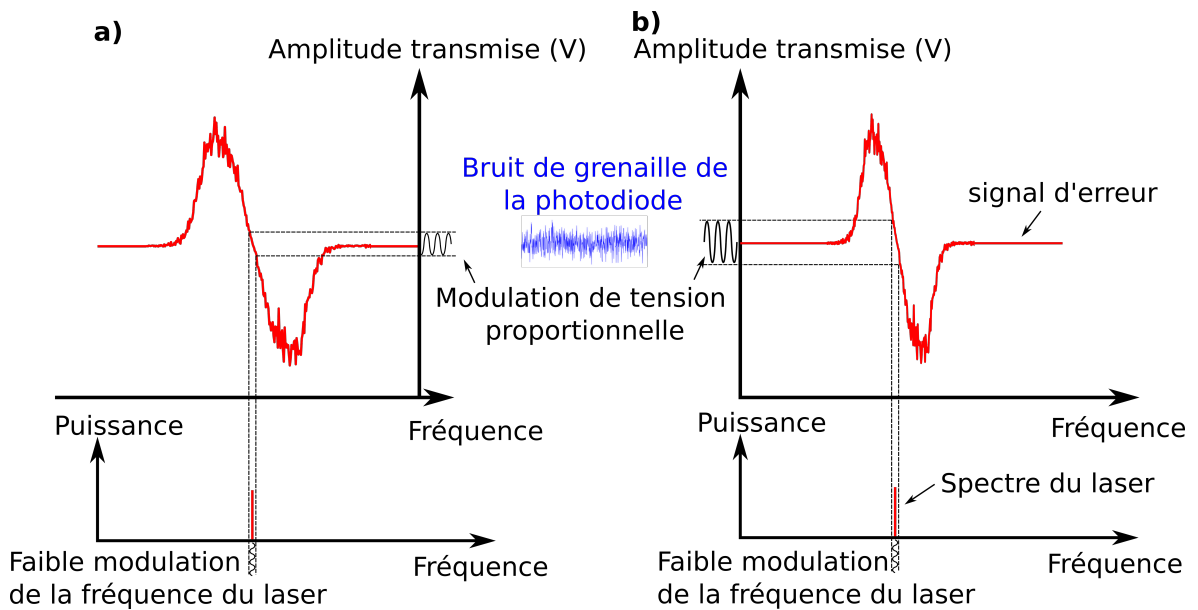 a)
Amplitude transmise (V)
b)
Amplitude transmise (V)
Bruit de grenaille de
la photodiode
signal d'erreur
Modulation de tension
proportionnelle
Puissance
Fréquence
Puissance
Fréquence
Spectre du laser
Faible modulation
de la fréquence du laser
Fréquence
Faible modulation
de la fréquence du laser
Fréquence